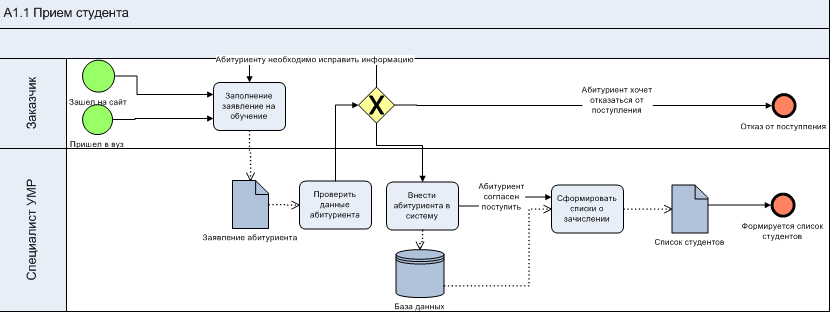 А1.1 Прием студента
Заказчик
Абитуриенту необходимо исправить информацию
Зашел на сайт
Пришел в вуз
Заполнение
заявление на
обучение
X
Абитуриент хочет
отказаться от
поступления
Отказ от поступления
Специалист УМР
Заявление абитуриента
Проверить
данные
абитуриента
Внести
абитуриента в
систему
Абитуриент
согласен
поступить
Сформировать
списки о
зачислении
Список студентов
Формируется список
студентов
База данных